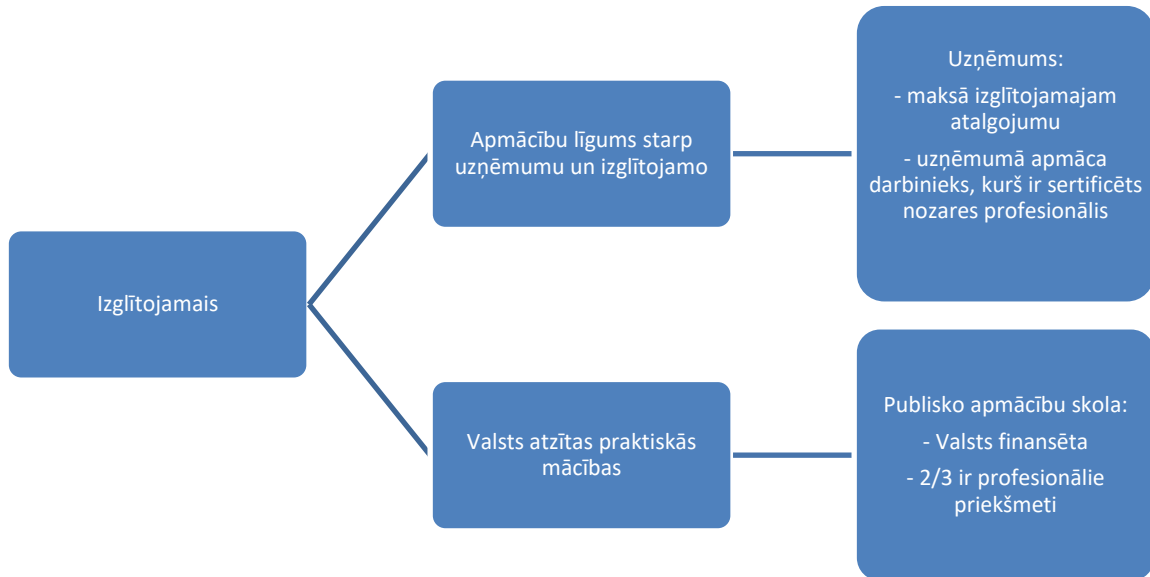 Izglītojamais
Apmācību līgums starp
uzņēmumu un izglītojamo
Uzņēmums:
- maksā izglītojamajam
atalgojumu
- uzņēmumā apmāca
darbinieks, kurš ir sertificēts
nozares profesionālis
Valsts atzītas praktiskās
mācības
Publisko apmācību skola:
- Valsts finansēta
- 2/3 ir profesionālie
priekšmeti